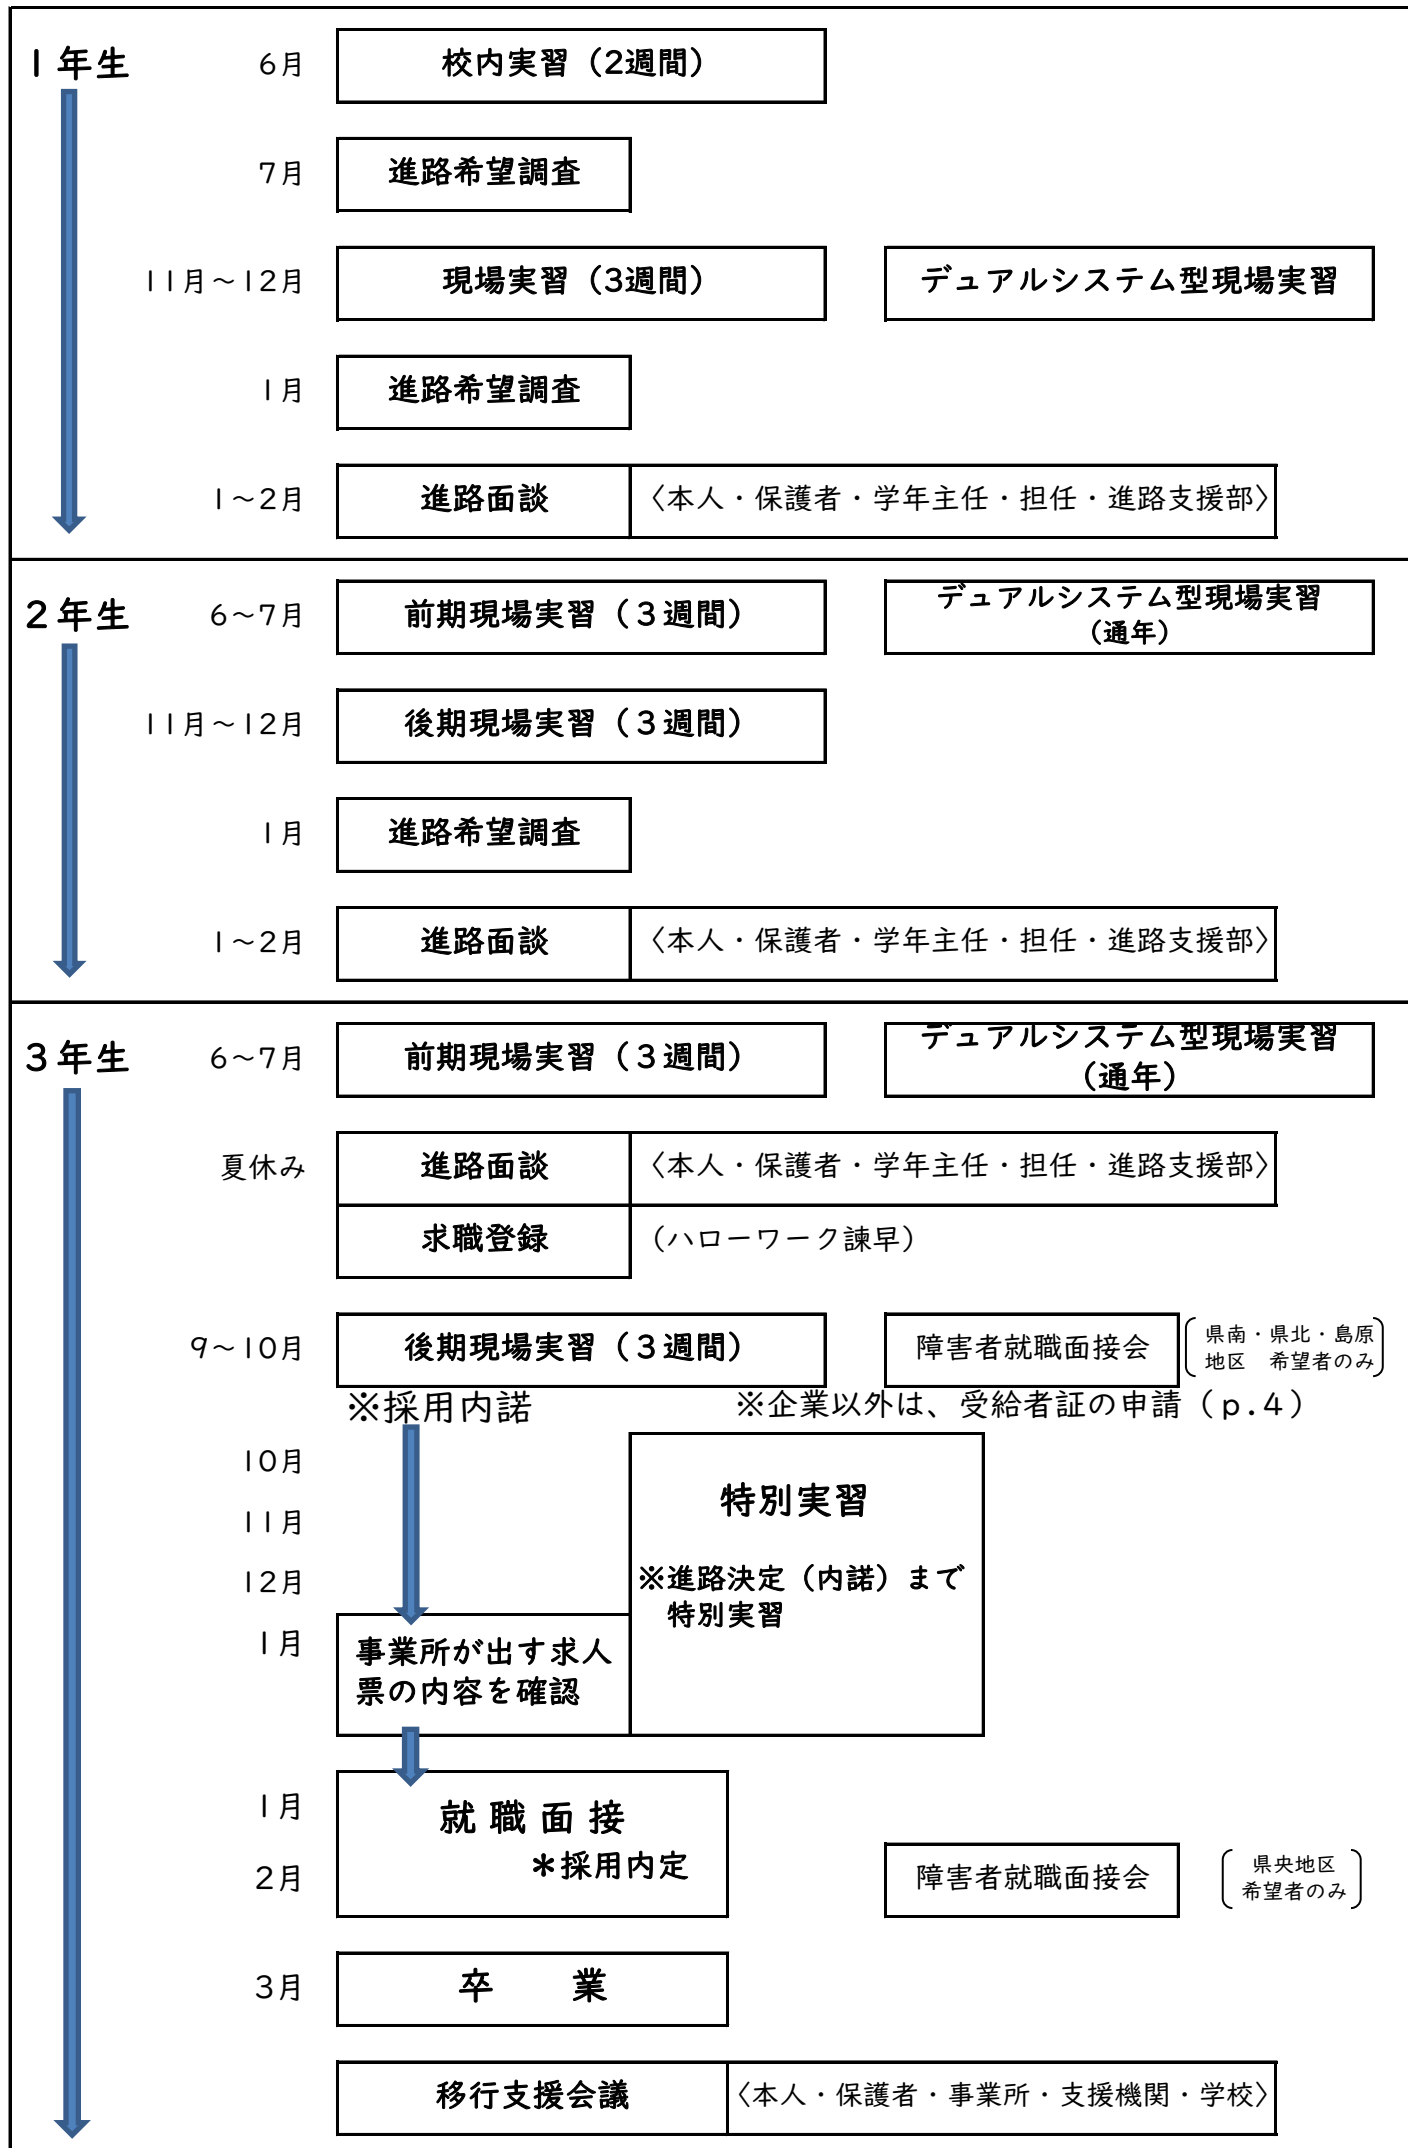 1年生
6月
校内実習（2週間）
7月
進路希望調査
11月～12月
現場実習（3週間）
デュアルシステム型現場実習
1月
進路希望調査
1～2月
進路面談
〈本人・保護者・学年主任・担任・進路支援部〉
2年生
6～7月
前期現場実習（３週間）
デュアルシステム型現場実習
（通年）
11月～12月
後期現場実習（３週間）
1月
進路希望調査
1～2月
進路面談
〈本人・保護者・学年主任・担任・進路支援部〉
3年生
6～7月
前期現場実習（３週間）
デュアルシステム型現場実習
（通年）
夏休み
進路面談
〈本人・保護者・学年主任・担任・進路支援部〉
求職登録
（ハローワーク諫早）
9～10月
後期現場実習（３週間）
障害者就職面接会
県南・県北・島原
地区　希望者のみ
※採用内諾
※企業以外は、受給者証の申請（p.4）
10月
11月
12月
1月
特別実習
※進路決定（内諾）まで
特別実習
事業所が出す求人
票の内容を確認
1月
就 職 面 接
＊採用内定
2月
障害者就職面接会
県央地区
希望者のみ
3月
卒　　業
移行支援会議
〈本人・保護者・事業所・支援機関・学校〉